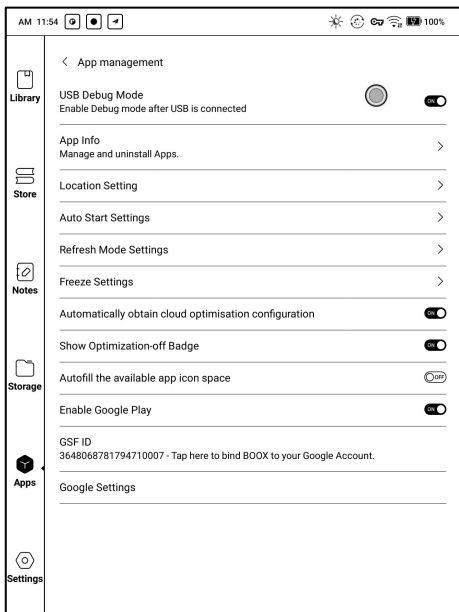 AM 11:54
100%
App management
Library
USB Debug Mode
Enable Debug mode after USB is connected
ON
App Info
Manage and uninstall Apps.
Store
Location Setting
Auto Start Settings
Refresh Mode Settings
Notes
Freeze Settings
Automatically obtain cloud optimisation configuration
ON
Show Optimization-off Badge
ON
Storage
Autofill the available app icon space
OFF
Enable Google Play
ON
GSF ID
3648068781794710007 - Tap here to bind BOOX to your Google Account.
Apps
Google Settings
Settings